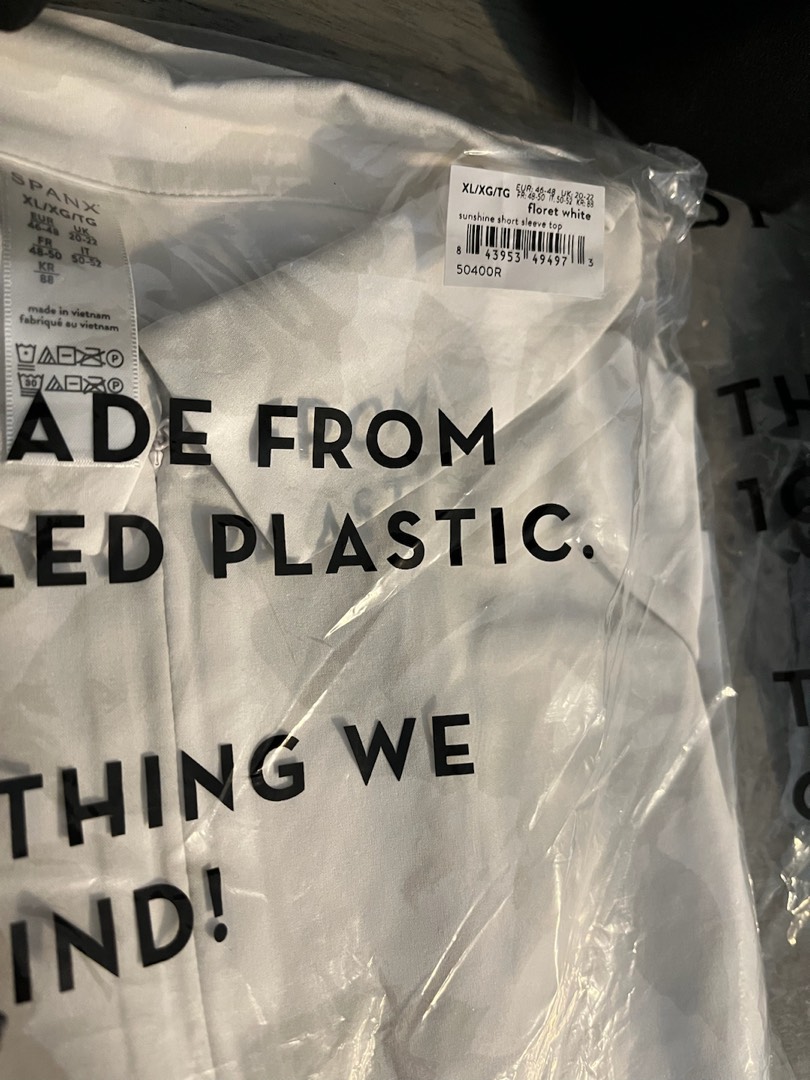 SPANX
XL/XG/TG
EUR UK
46-48 20-22
FR IT
48-50 50-52
KR
88
made in vietnam
fabriqué au vietnam
30
XL/XG/TG EUR: 46-48 UK: 20-22
FR: 48-50 IT: 50-52 KR: 88
floret white
sunshine short sleeve top
8 43953 49497 3
50400R
ADE FROM
LED PLASTIC.
THING WE
IND!
TH
10
T